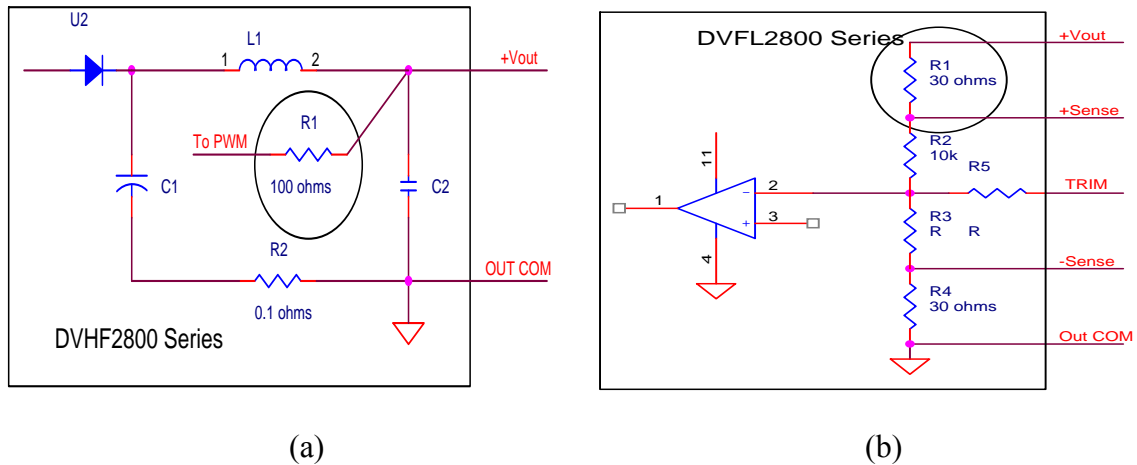 U2
L1
1
2
+Vout
R1
To PWM
100 ohms
C1
C2
R2
OUT COM
0.1 ohms
DVHF2800 Series
(a)
DVFL2800 Series
+Vout
R1
30 ohms
+Sense
R2
10k
R5
11
2
TRIM
1
−
+
3
R3
R R
4
-Sense
R4
30 ohms
Out COM
(b)